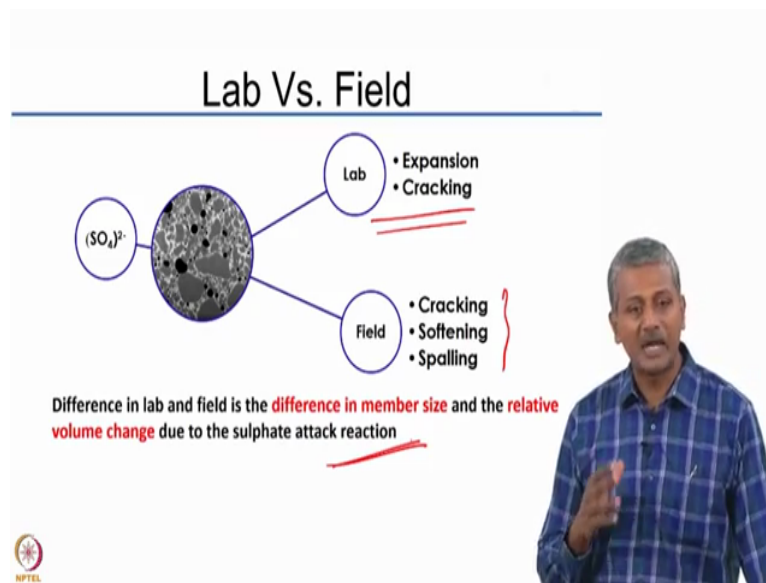 Lab Vs. Field
(SO₄)²⁻
Lab
• Expansion
• Cracking
Field
• Cracking
• Softening
• Spalling
Difference in lab and field is the difference in member size and the relative
volume change due to the sulphate attack reaction
NPTEL